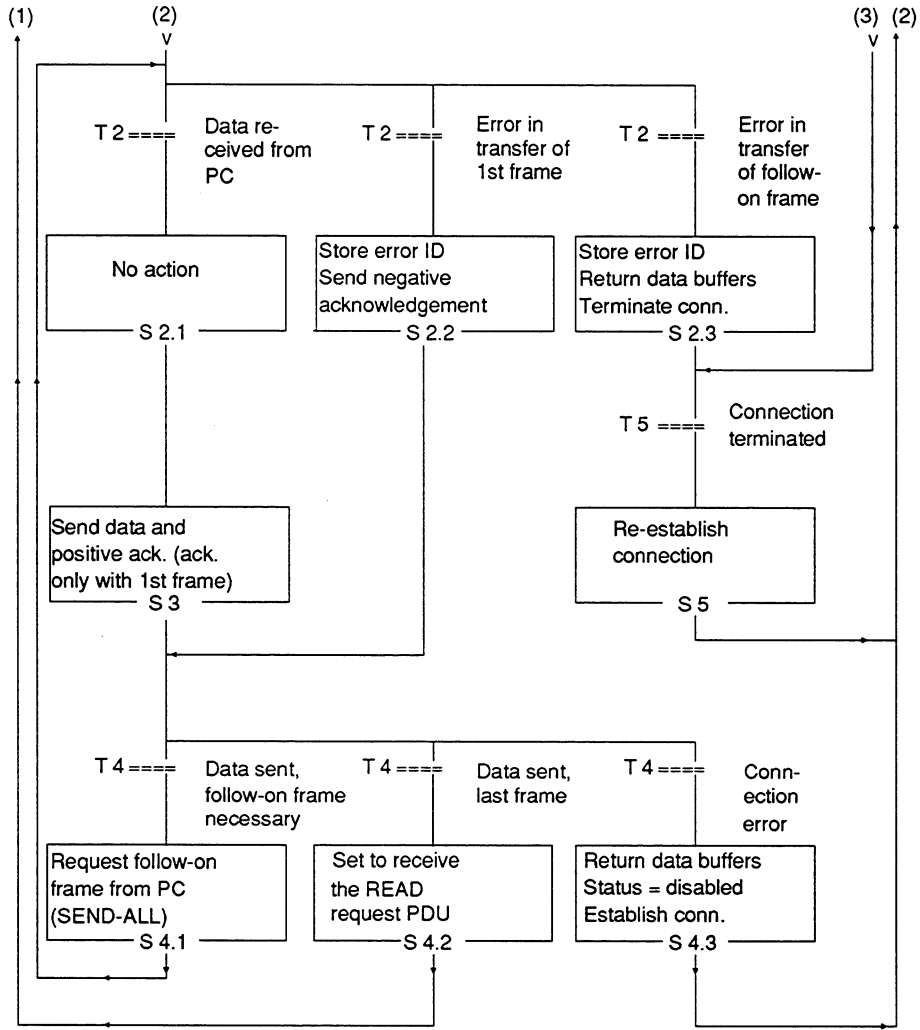 (1)
(2)
(3)
(2)
v
v
T 2 ====
Data re-
ceived from
PC
T 2 ====
Error in
transfer of
1st frame
T 2 ====
Error in
transfer
of follow-
on frame
No action
S 2.1
Store error ID
Send negative
acknowledgement
S 2.2
Store error ID
Return data buffers
Terminate conn.
S 2.3
T 5 ====
Connection
terminated
Send data and
positive ack. (ack.
only with 1st frame)
S 3
Re-establish
connection
S 5
T 4 ====
Data sent,
follow-on frame
necessary
T 4 ====
Data sent,
last frame
T 4 ====
Conn-
ection
error
Request follow-on
frame from PC
(SEND-ALL)
S 4.1
Set to receive
the READ
request PDU
S 4.2
Return data buffers
Status = disabled
Establish conn.
S 4.3